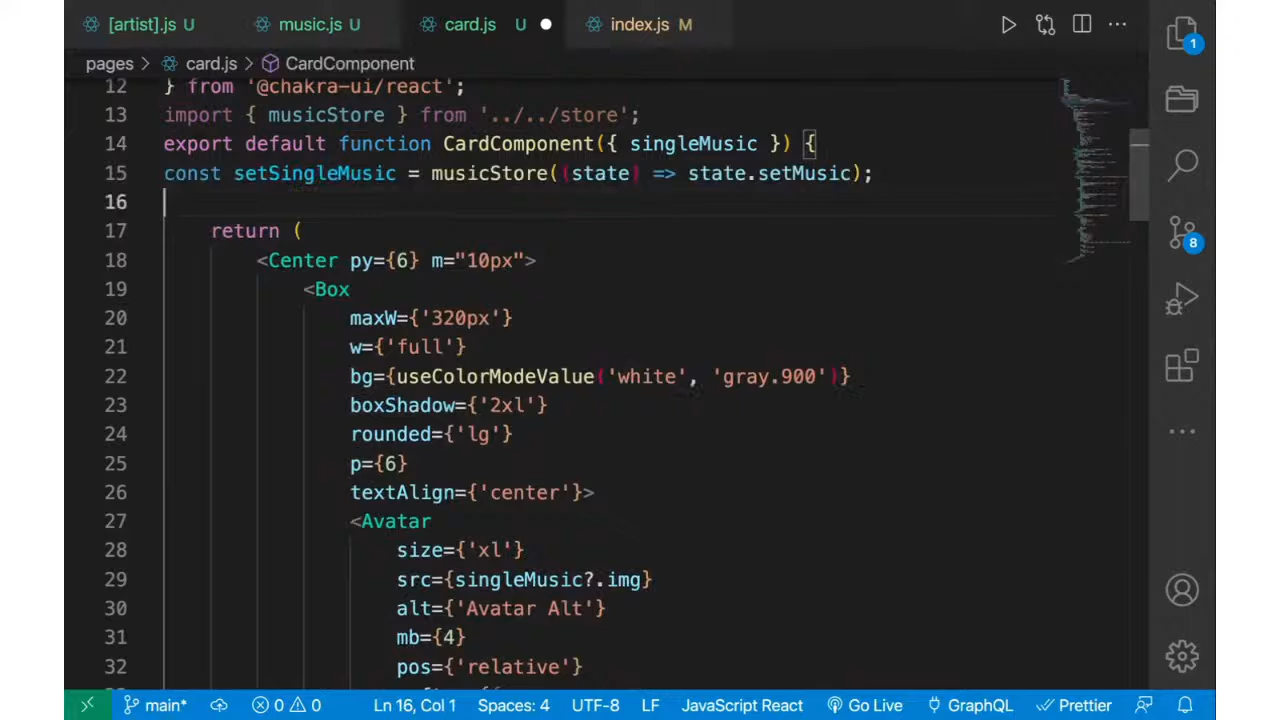 [artist].js U
music.js U
card.js U
index.js M
pages > card.js > CardComponent
12 } from '@chakra-ui/react';
13 import { musicStore } from '../../store';
14 export default function CardComponent({ singleMusic }) {
15 const setSingleMusic = musicStore((state) => state.setMusic);
16
17 return (
18 <Center py={6} m="10px">
19 <Box
20 maxW={'320px'}
21 w={'full'}
22 bg={useColorModeValue('white', 'gray.900')}
23 boxShadow={'2xl'}
24 rounded={'lg'}
25 p={6}
26 textAlign={'center'}>
27 <Avatar
28 size={'xl'}
29 src={singleMusic?.img}
30 alt={'Avatar Alt'}
31 mb={4}
32 pos={'relative'}
1
8
main* 0 0 Ln 16, Col 1 Spaces: 4 UTF-8 LF JavaScript React Go Live GraphQL Prettier